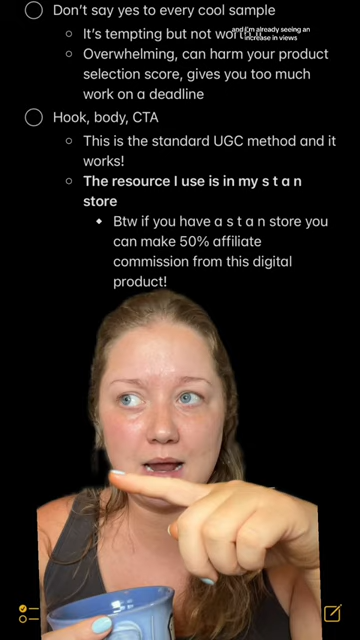 Don't say yes to every cool sample
It's tempting but not wor
and I'm already seeing an
increase in views
Overwhelming, can harm your product
selection score, gives you too much
work on a deadline
Hook, body, CTA
This is the standard UGC method and it
works!
The resource I use is in my s t a n
store
Btw if you have a s t a n store you
can make 50% affiliate
commission from this digital
product!